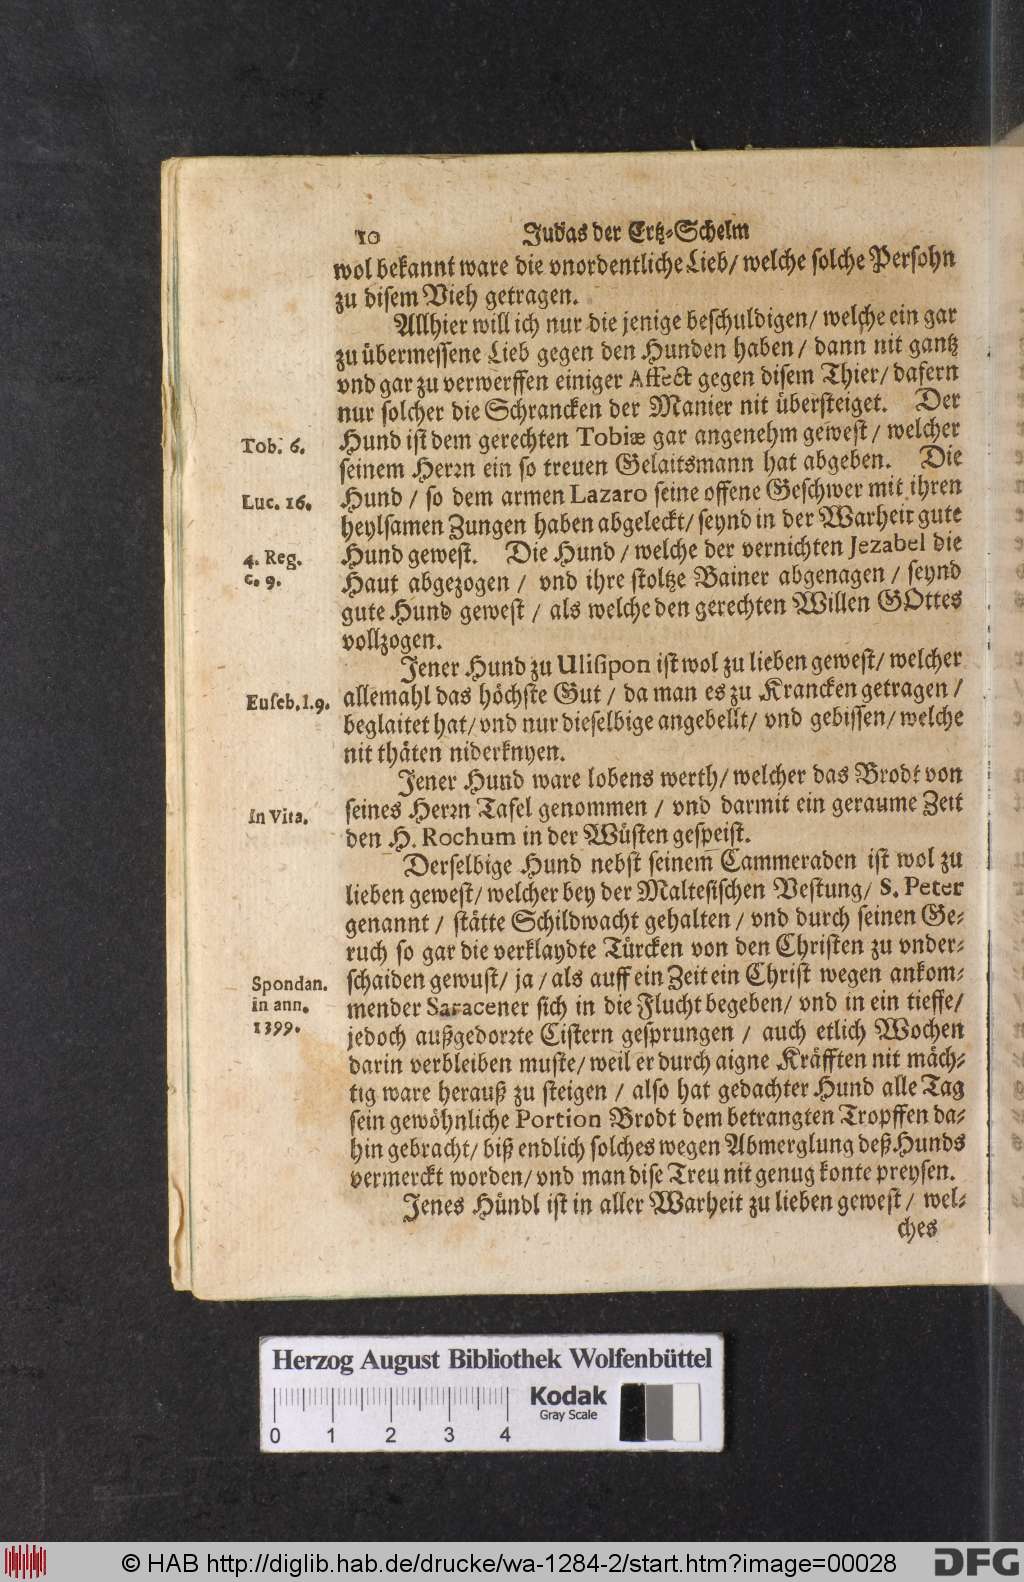 10 Judas der Ertz-Schelm
wol bekannt ware die vnordentliche Lieb/ welche solche Persohn
zu disem Vieh getragen.
Allhier will ich nur die jenige beschuldigen/ welche ein gar
zu übermessene Lieb gegen den Hunden haben/ dann nit gantz
vnd gar zu verwerffen einiger Affect gegen disem Thier/ dafern
nur solcher die Schrancken der Manier nit übersteiget. Der
Tob. 6. Hund ist dem gerechten Tobiæ gar angenehm gewest/ welcher
seinem Herrn ein so treuen Gelaitsmann hat abgeben. Die
Luc. 16. Hund/ so dem armen Lazaro seine offene Geschwer mit ihren
heylsamen Zungen haben abgeleckt/ seynd in der Warheit gute
4. Reg. Hund gewest. Die Hund/ welche der vernichten Jezabel die
c. 9. Haut abgezogen/ vnd ihre stoltze Bainer abgenagen/ seynd
gute Hund gewest/ als welche den gerechten Willen GOttes
vollzogen.
Jener Hund zu Ulisipon ist wol zu lieben gewest/ welcher
Euseb. l. 9. allemahl das höchste Gut/ da man es zu Krancken getragen/
beglaitet hat/ vnd nur dieselbige angebellt/ vnd gebissen/ welche
nit thäten niderknyen.
Jener Hund ware lobens werth/ welcher das Brodt von
In Vita. seines Herrn Tafel genommen/ vnd darmit ein geraume Zeit
den H. Rochum in der Wüsten gespeist.
Derselbige Hund nebst seinem Cammeraden ist wol zu
lieben gewest/ welcher bey der Maltesischen Vestung/ S. Peter
genannt/ stätte Schildwacht gehalten/ vnd durch seinen Ge-
ruch so gar die verklaydte Türcken von den Christen zu vnder-
Spondan. schaiden gewust/ ja/ als auff ein Zeit ein Christ wegen ankom-
in ann. mender Saracener sich in die Flucht begeben/ vnd in ein tieffe/
1399. jedoch außgedorrte Cistern gesprungen/ auch etlich Wochen
darin verbleiben muste/ weil er durch aigne Kräfften nit mäch-
tig ware herauß zu steigen/ also hat gedachter Hund alle Tag
sein gewöhnliche Portion Brodt dem betrangten Tropffen da-
hin gebracht/ biß endlich solches wegen Abmerglung deß Hunds
vermerckt worden/ vnd man dise Treu nit genug konte preysen.
Jenes Hündl ist in aller Warheit zu lieben gewest/ wel-
ches
Herzog August Bibliothek Wolfenbüttel
Kodak
Gray Scale
0 1 2 3 4
© HAB http://diglib.hab.de/drucke/wa-1284-2/start.htm?image=00028
DFG